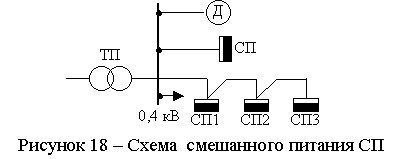 Д
СП
ТП
0,4 кВ
СП1 СП2 СП3
Рисунок 18 – Схема смешанного питания СП